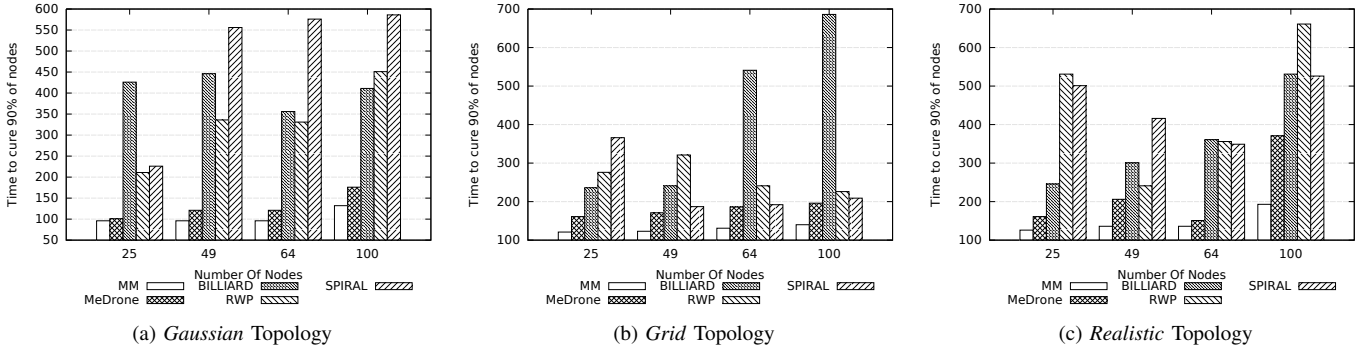 Time to cure 90% of nodes
600
550
500
450
400
350
300
250
200
150
100
50
25 49 64 100
Number Of Nodes
MM BILLIARD SPIRAL
MeDrone RWP
(a) Gaussian Topology
Time to cure 90% of nodes
700
600
500
400
300
200
100
25 49 64 100
Number Of Nodes
MM BILLIARD SPIRAL
MeDrone RWP
(b) Grid Topology
Time to cure 90% of nodes
700
600
500
400
300
200
100
25 49 64 100
Number Of Nodes
MM BILLIARD SPIRAL
MeDrone RWP
(c) Realistic Topology